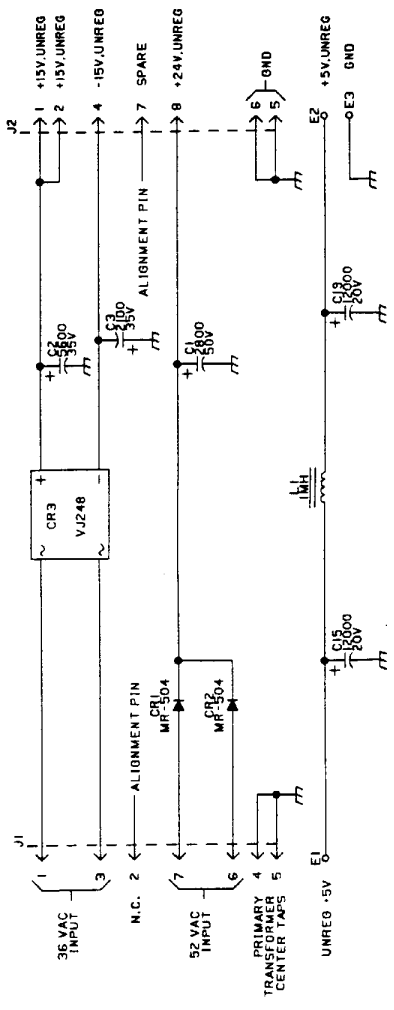 J2
1 +15V,UNREG
2 +15V,UNREG
4 -15V,UNREG
7 SPARE
8 +24V,UNREG
6
5
GND
E2 +5V,UNREG
E3 GND
ALIGNMENT PIN
C2
5600
35V
+
C3
2100
35V
+
C1
2800
50V
+
C19
12000
20V
+
+
CR3
VJ248
-
~
~
L1
1MH
C15
12000
20V
+
CR1
MR-504
CR2
MR-504
ALIGNMENT PIN
J1
1
3
36 VAC
INPUT
N.C. 2
7
6
52 VAC
INPUT
4
5
PRIMARY
TRANSFORMER
CENTER TAPS
E1
UNREG +5V